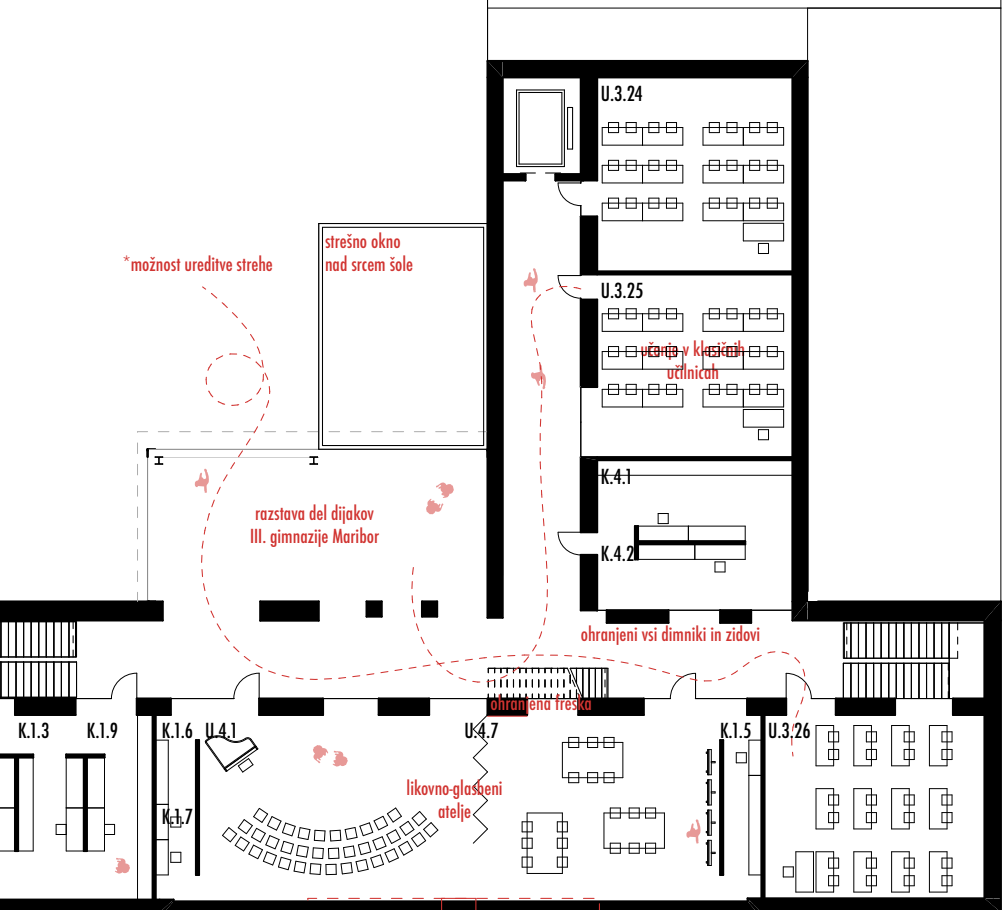 U.3.24
*možnost ureditve strehe
strešno okno
nad srcem šole
U.3.25
učenje v klasičnih
učilnicah
K.4.1
razstava del dijakov
III. gimnazije Maribor
K.4.2
ohranjeni vsi dimniki in zidovi
ohranjena freska
K.1.3
K.1.9
K.1.6
U.4.1
U.4.7
K.1.5
U.3.26
likovno-glasbeni
atelje
K.1.7